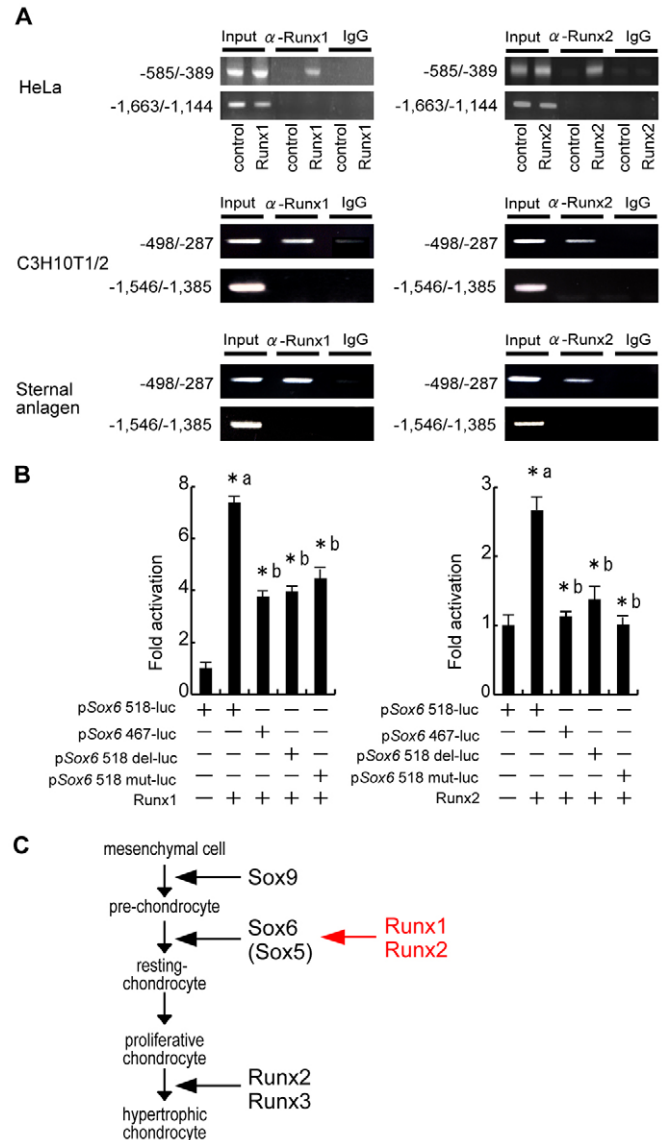 A
Input α-Runx1 IgG
Input α-Runx2 IgG
HeLa
-585/-389
-585/-389
-1,663/-1,144
-1,663/-1,144
control Runx1 control Runx1 control Runx1
control Runx2 control Runx2 control Runx2
Input α-Runx1 IgG
Input α-Runx2 IgG
C3H10T1/2
-498/-287
-498/-287
-1,546/-1,385
-1,546/-1,385
Input α-Runx1 IgG
Input α-Runx2 IgG
Sternal
anlagen
-498/-287
-498/-287
-1,546/-1,385
-1,546/-1,385
B
Fold activation
8
6
4
2
0
* a
* b
* b
* b
pSox6 518-luc + + − − −
pSox6 467-luc − − + − −
pSox6 518 del-luc − − − + −
pSox6 518 mut-luc − − − − +
Runx1 − + + + +
Fold activation
3
2
1
0
* a
* b
* b
* b
pSox6 518-luc + + − − −
pSox6 467-luc − − + − −
pSox6 518 del-luc − − − + −
pSox6 518 mut-luc − − − − +
Runx2 − + + + +
C
mesenchymal cell
Sox9
pre-chondrocyte
Sox6
(Sox5)
Runx1
Runx2
resting-
chondrocyte
proliferative
chondrocyte
Runx2
Runx3
hypertrophic
chondrocyte